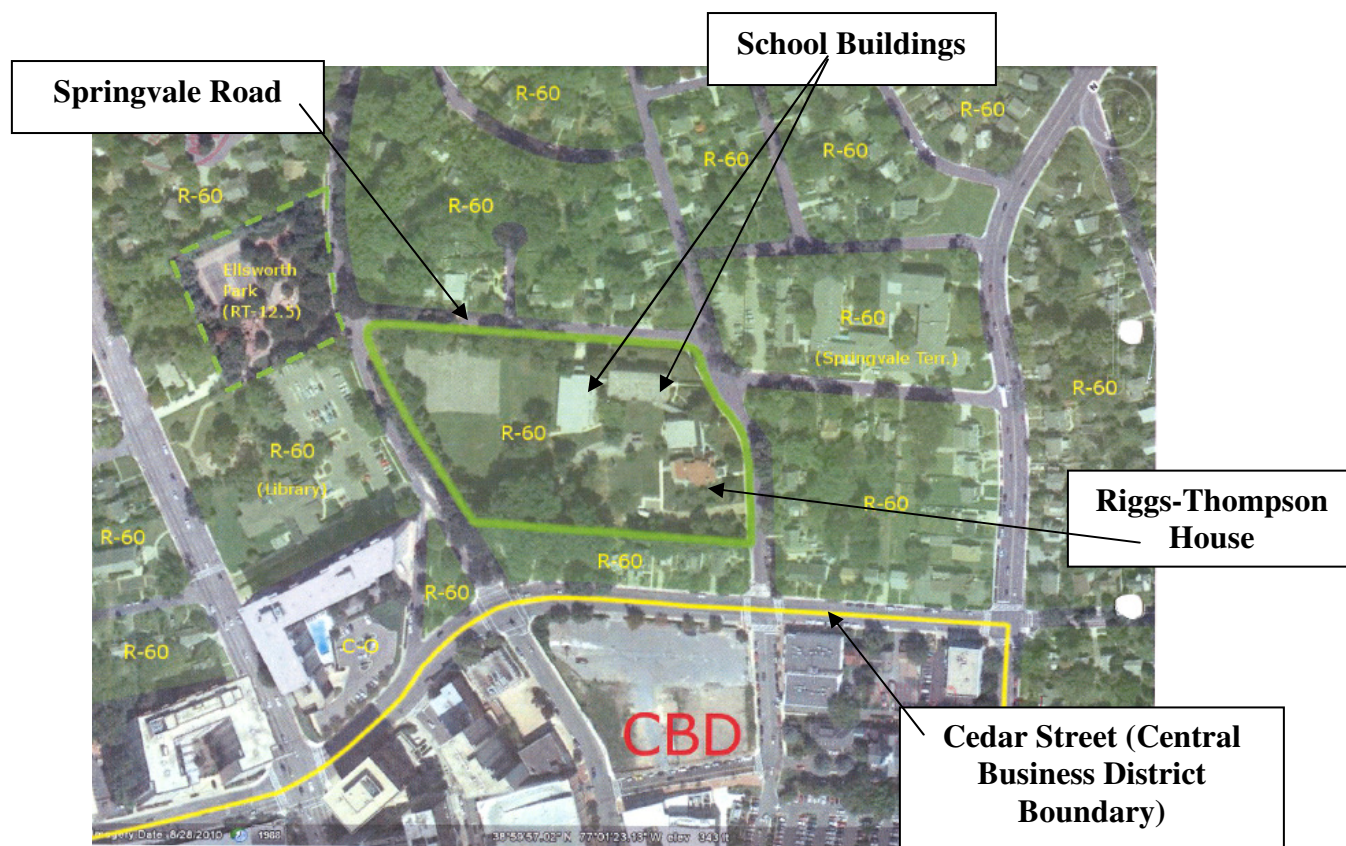 School Buildings
Springvale Road
R-60
R-60
R-60
R-60
R-60
R-60
Ellsworth
Park
(RT-12.5)
R-60
(Springvale Terr.)
R-60
R-60
R-60
(Library)
R-60
R-60
R-60
R-60
Riggs-Thompson
House
R-60
C-O
CBD
Cedar Street (Central
Business District
Boundary)
Imagery Date 8/28/2010 1988
38°59'57.02" N 77°01'23.13" W elev 343 ft
N